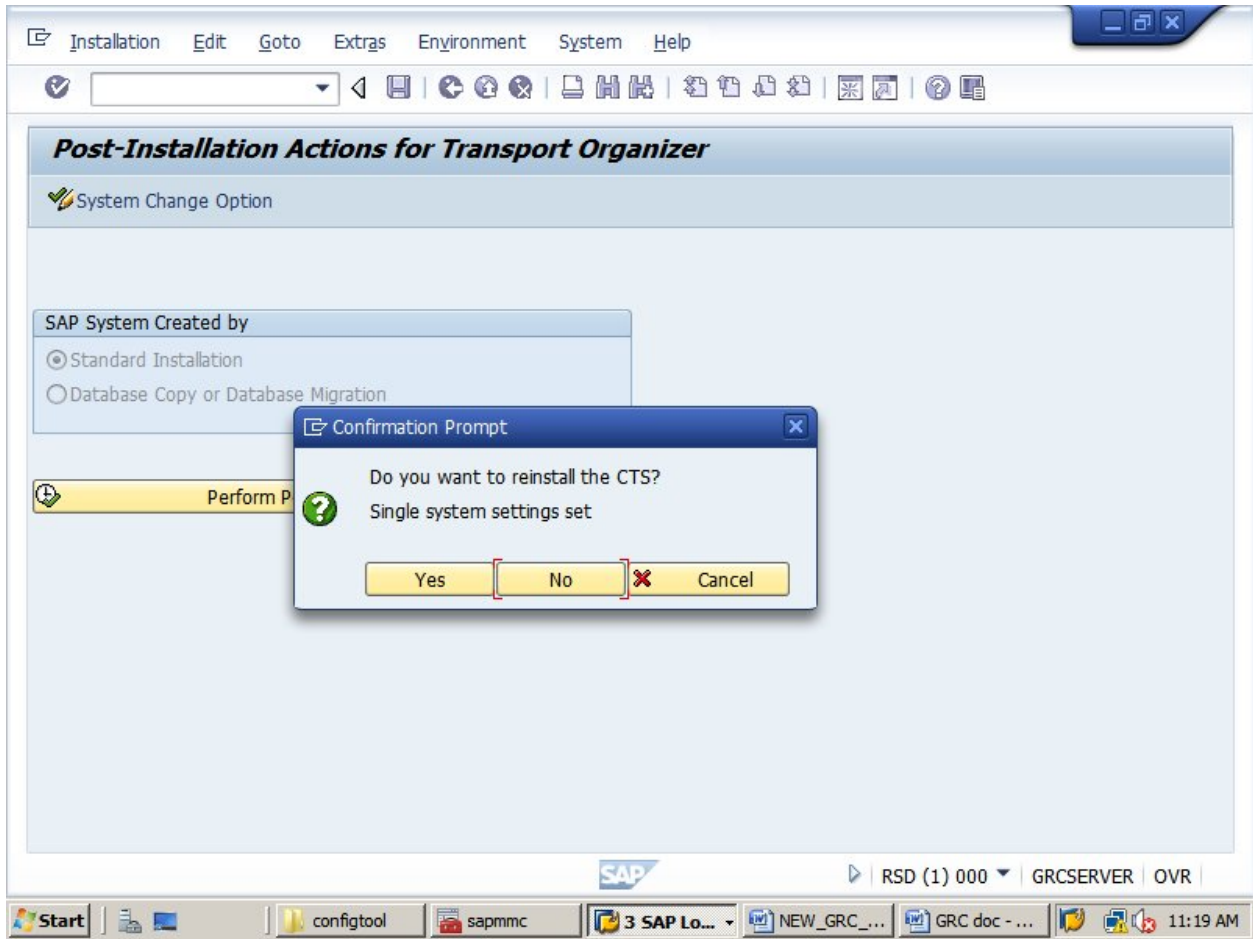 Installation Edit Goto Extras Environment System Help
Post-Installation Actions for Transport Organizer
System Change Option
SAP System Created by
Standard Installation
Database Copy or Database Migration
Confirmation Prompt
Do you want to reinstall the CTS?
Single system settings set
Perform P
Yes No Cancel
SAP RSD (1) 000 GRCSERVER OVR
Start configtool sapmmc 3 SAP Lo... NEW_GRC_... GRC doc - ... 11:19 AM